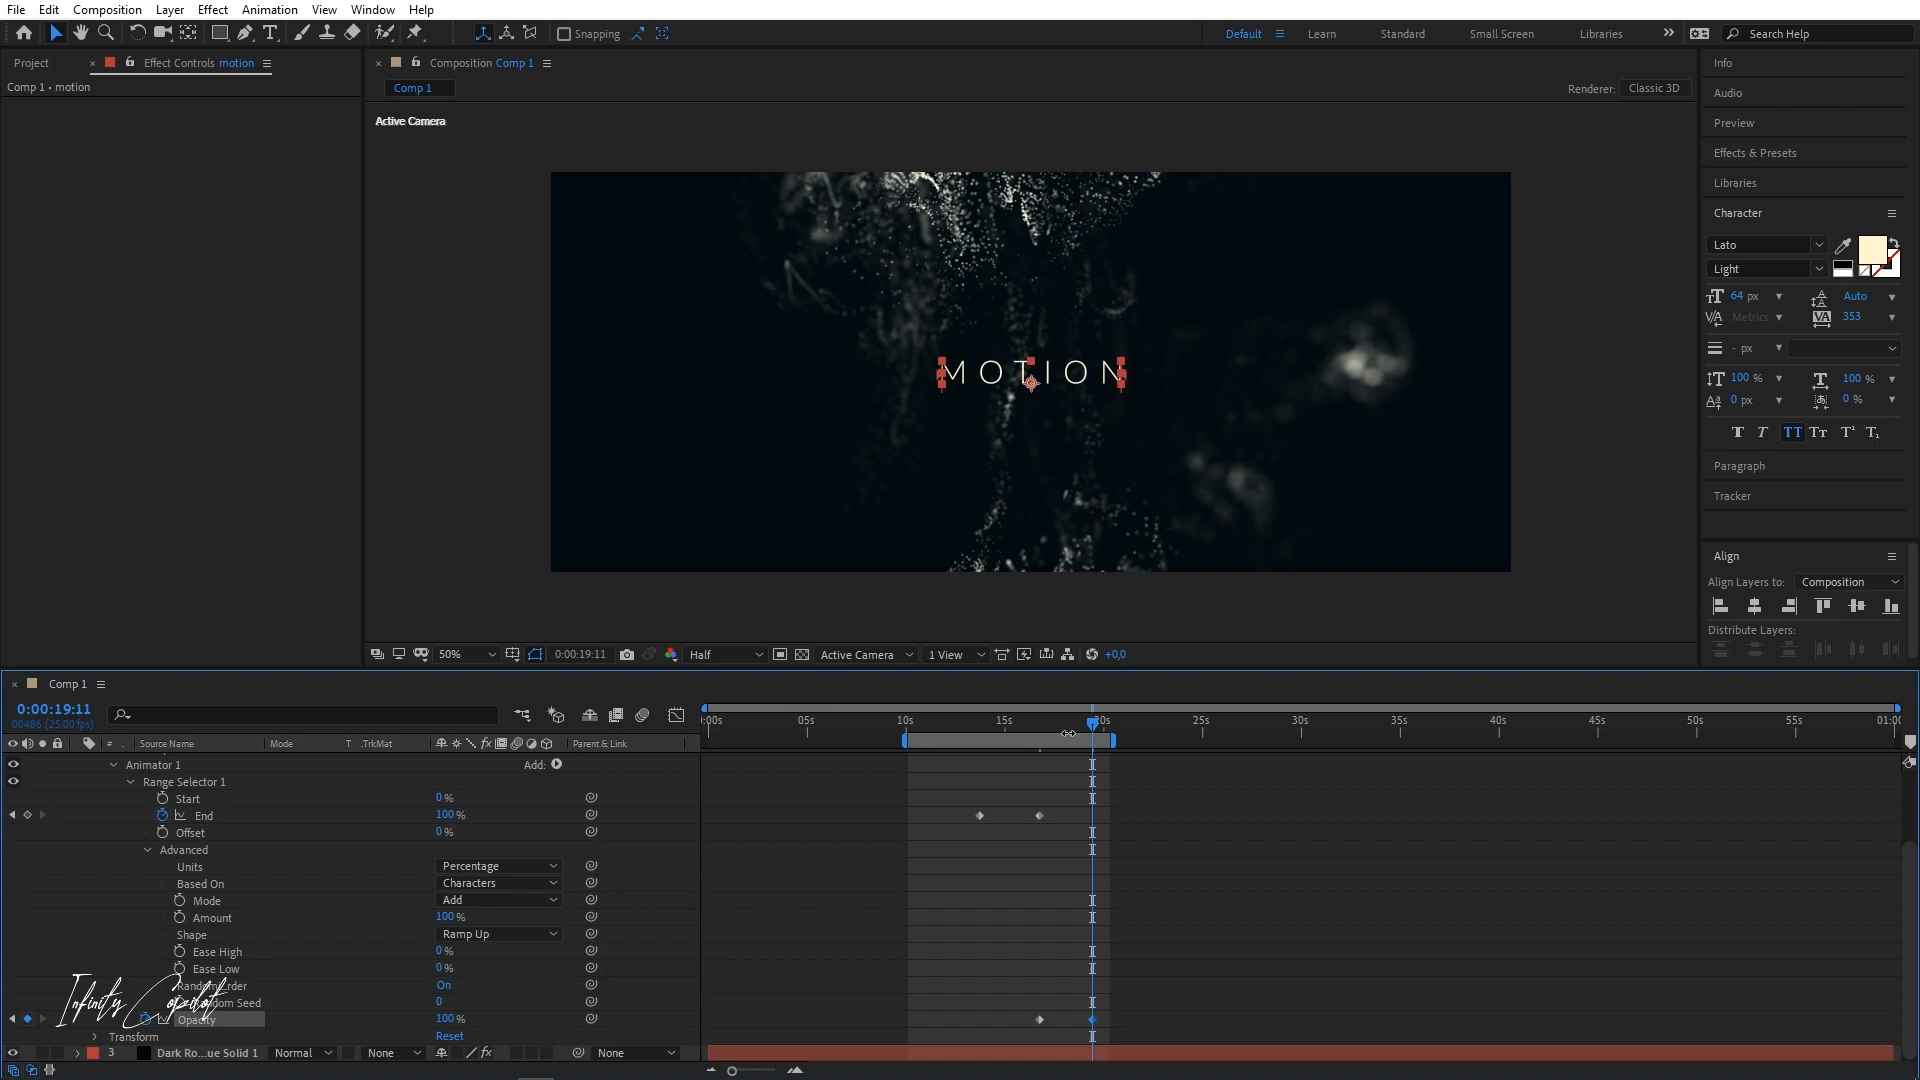 File Edit Composition Layer Effect Animation View Window Help
Snapping Default Learn Standard Small Screen Libraries Search Help
Project Effect Controls motion Composition Comp 1 Info
Comp 1 • motion Comp 1 Renderer: Classic 3D Audio
Active Camera Preview
Effects & Presets
Libraries
Character
Lato
Light
64 px Auto
Metrics 353
- px
100 % 100 %
0 px 0 %
MOTION
Paragraph
Tracker
Align
Align Layers to: Composition
Distribute Layers:
50% 0:00:19:11 Half Active Camera 1 View +0,0
Comp 1
0:00:19:11
00486 (25.00 fps)
:00s 05s 10s 15s 20s 25s 30s 35s 40s 45s 50s 55s 01:00
# Source Name Mode T .TrkMat Parent & Link
Animator 1 Add:
Range Selector 1
Start 0 %
End 100 %
Offset 0 %
Advanced
Units Percentage
Based On Characters
Mode Add
Amount 100 %
Shape Ramp Up
Ease High 0 %
Ease Low 0 %
Random rder On
ndom Seed 0
Opacity 100 %
Infinity Copilot
Transform Reset
3 Dark Ro...ue Solid 1 Normal None None